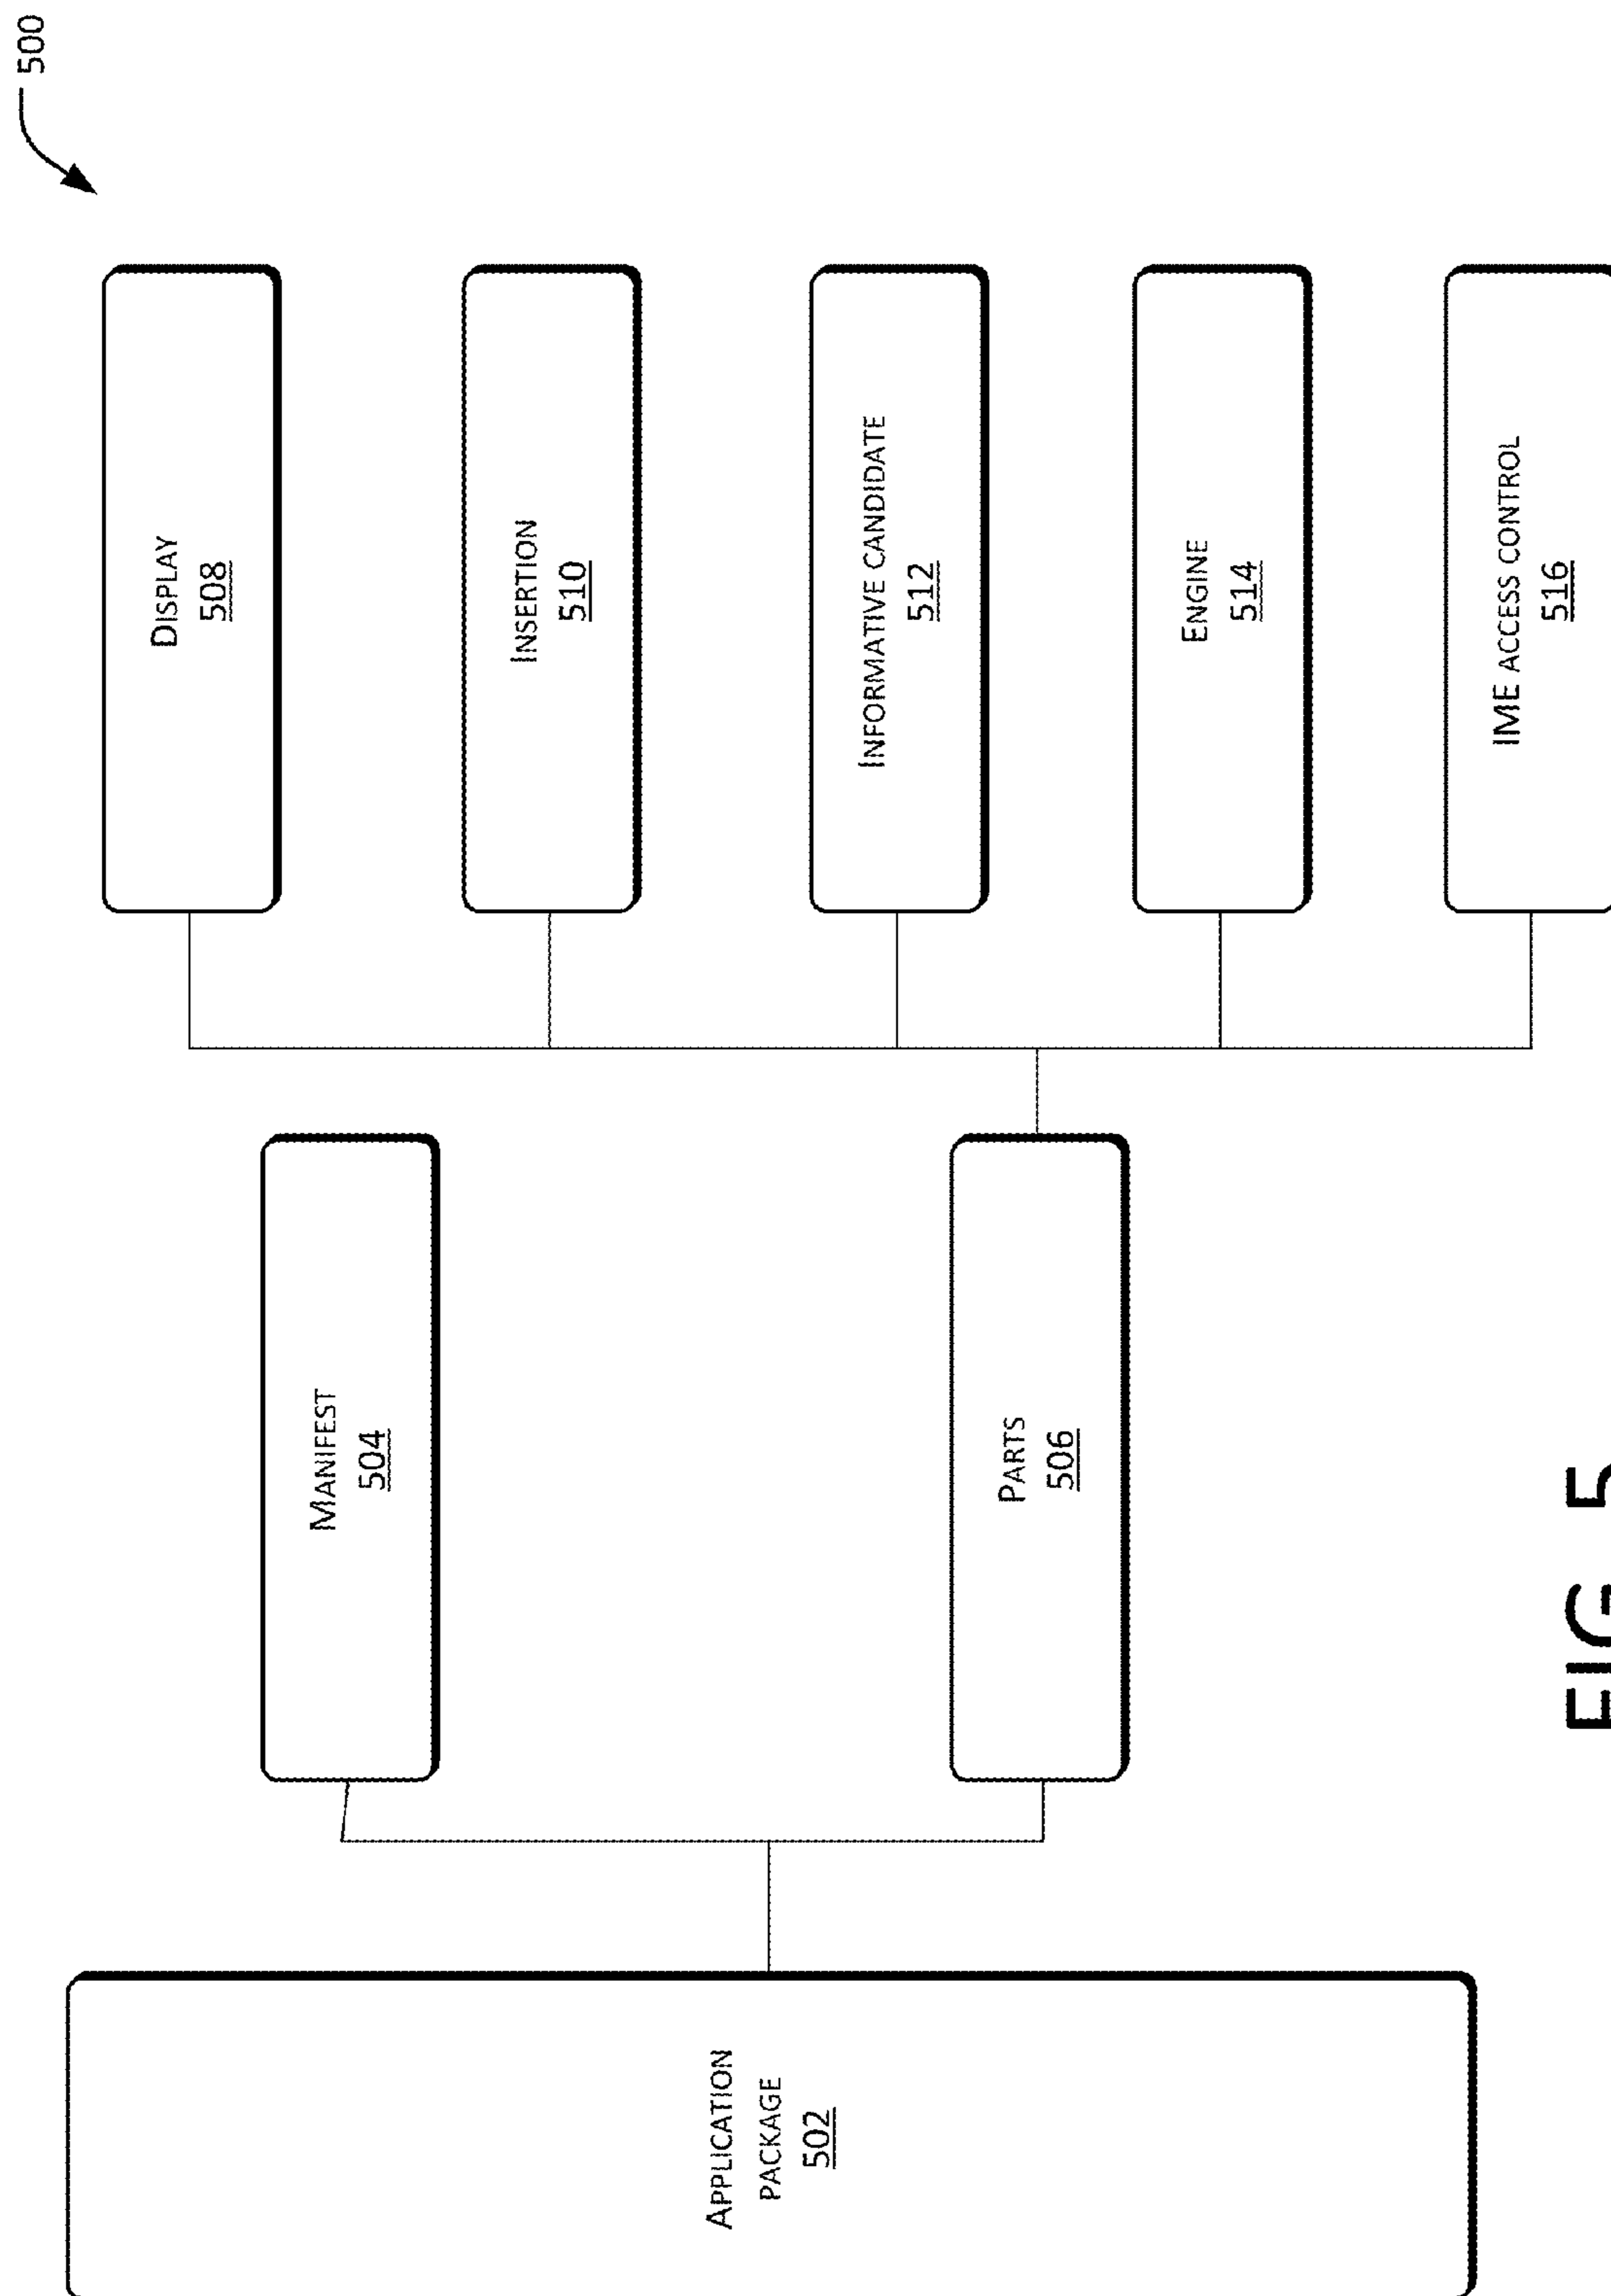 500
APPLICATION
PACKAGE
502
MANIFEST
504
PARTS
506
DISPLAY
508
INSERTION
510
INFORMATIVE CANDIDATE
512
ENGINE
514
IME ACCESS CONTROL
516
FIG. 5